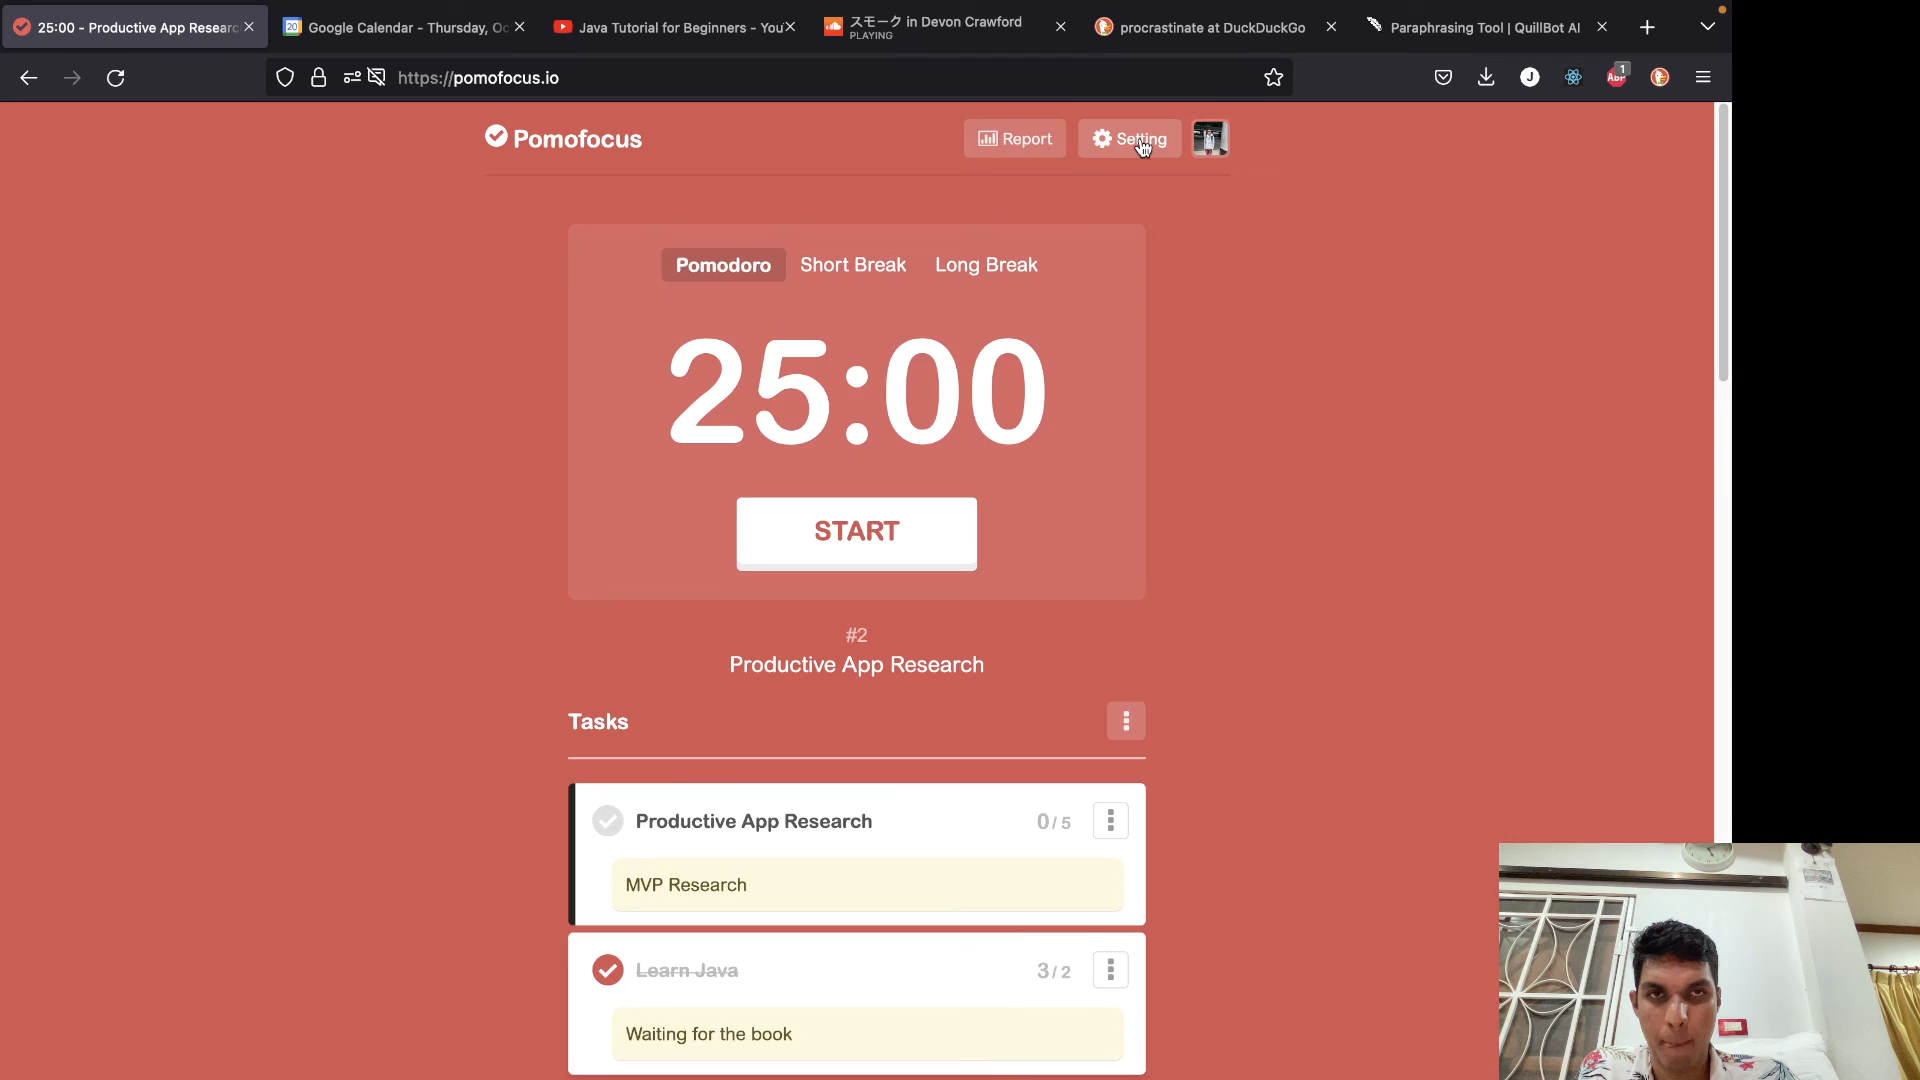 25:00 - Productive App Researc
Google Calendar - Thursday, Oc
Java Tutorial for Beginners - You
スモーク in Devon Crawford
PLAYING
procrastinate at DuckDuckGo
Paraphrasing Tool | QuillBot AI
https://pomofocus.io
J
ABP
1
Pomofocus
Report
Setting
Pomodoro
Short Break
Long Break
25:00
START
#2
Productive App Research
Tasks
Productive App Research
0/5
MVP Research
Learn Java
3/2
Waiting for the book